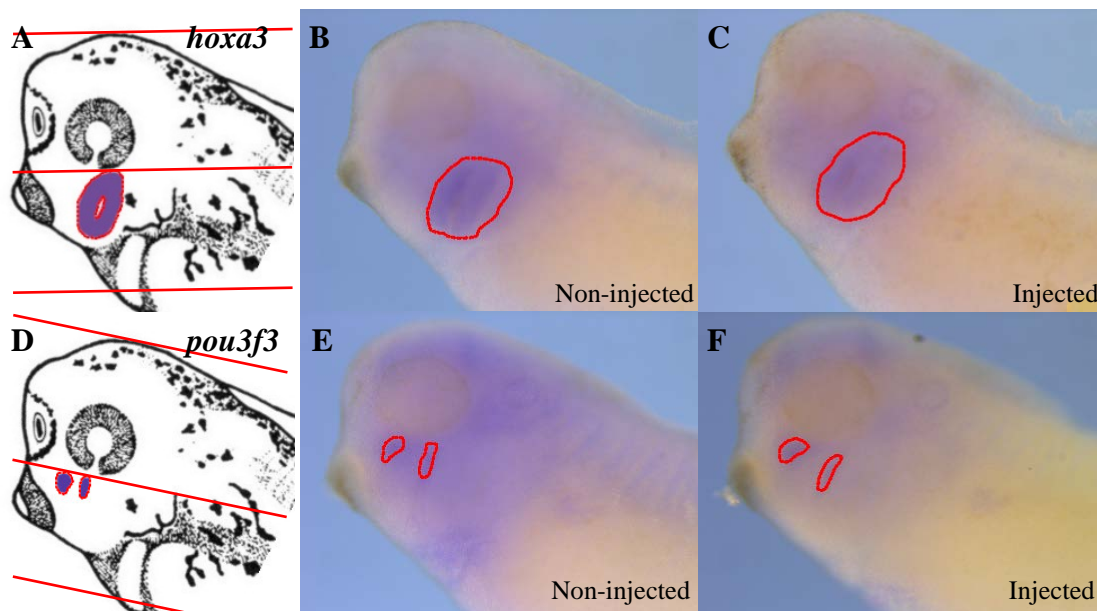 A hoxa3
B
C
Non-injected
Injected
D pou3f3
E
F
Non-injected
Injected